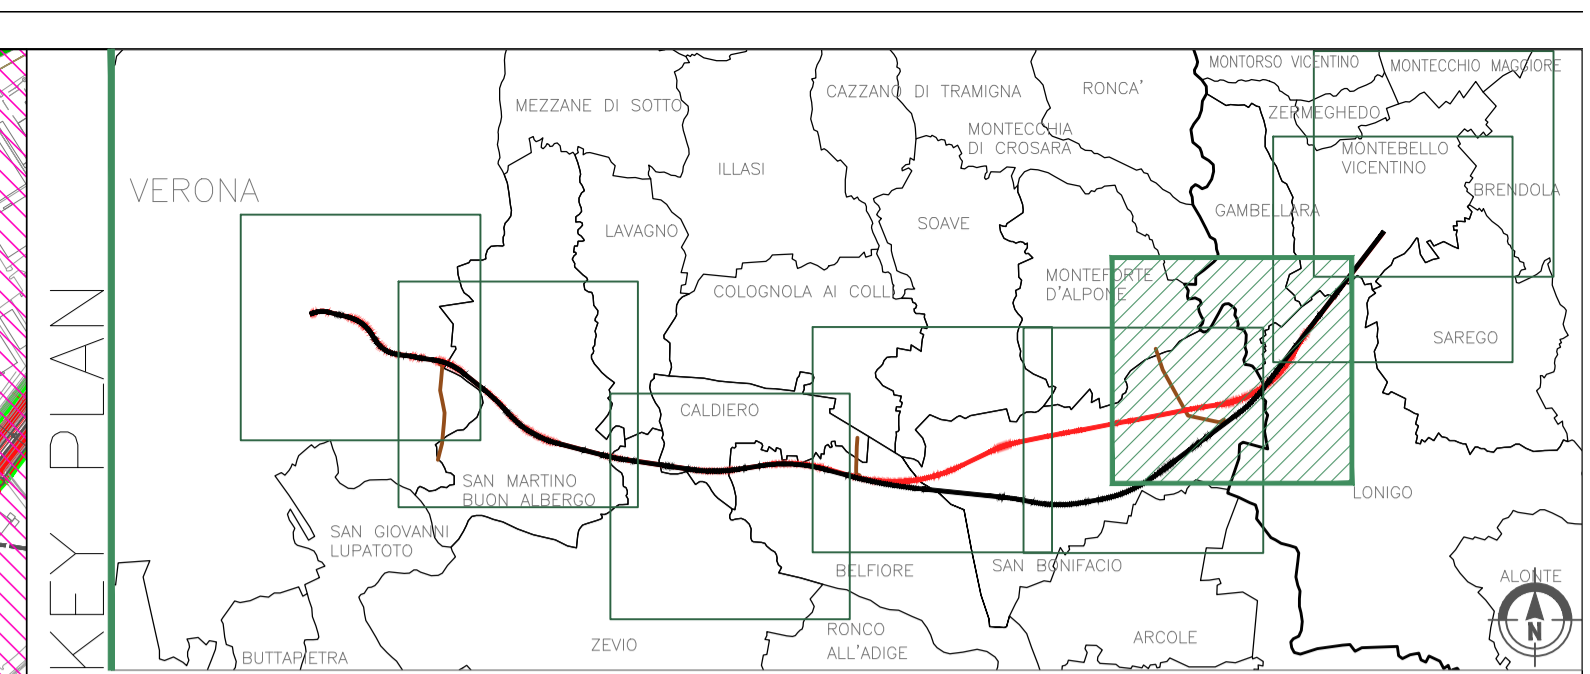 KEY PLAN
MONTORSO VICENTINO
MONTECCHIO MAGGIORE
MEZZANE DI SOTTO
CAZZANO DI TRAMIGNA
RONCA'
ZERMEGHEDO
MONTECCHIA
DI CROSARA
MONTEBELLO
VICENTINO
ILLASI
VERONA
BRENDOLA
GAMBELLARA
SOAVE
LAVAGNO
MONTEFORTE
D'ALPONE
COLOGNOLA AI COLL
SAREGO
CALDIERO
SAN MARTINO
BUON ALBERGO
LONIGO
SAN GIOVANNI
LUPATOTO
BELFIORE
SAN BONIFACIO
ALONTE
N
RONCO
ALL'ADIGE
ARCOLE
ZEVIO
BUTTAPIETRA